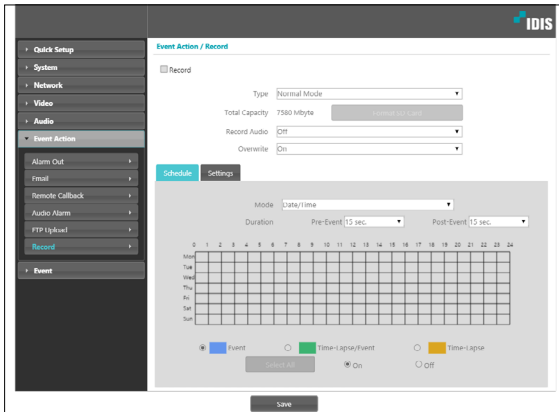 IDIS
Quick Setup
System
Network
Video
Audio
Event Action
Alarm Out
Email
Remote Callback
Audio Alarm
FTP Upload
Record
Event
Event Action / Record
Record
Type Normal Mode
Total Capacity 7580 Mbyte Format SD Card
Record Audio Off
Overwrite On
Schedule Settings
Mode Date/Time
Duration Pre-Event 15 sec. Post-Event 15 sec.
0 1 2 3 4 5 6 7 8 9 10 11 12 13 14 15 16 17 18 19 20 21 22 23 24
Mon
Tue
Wed
Thu
Fri
Sat
Sun
Event Time-Lapse/Event Time-Lapse
Select All On Off
Save